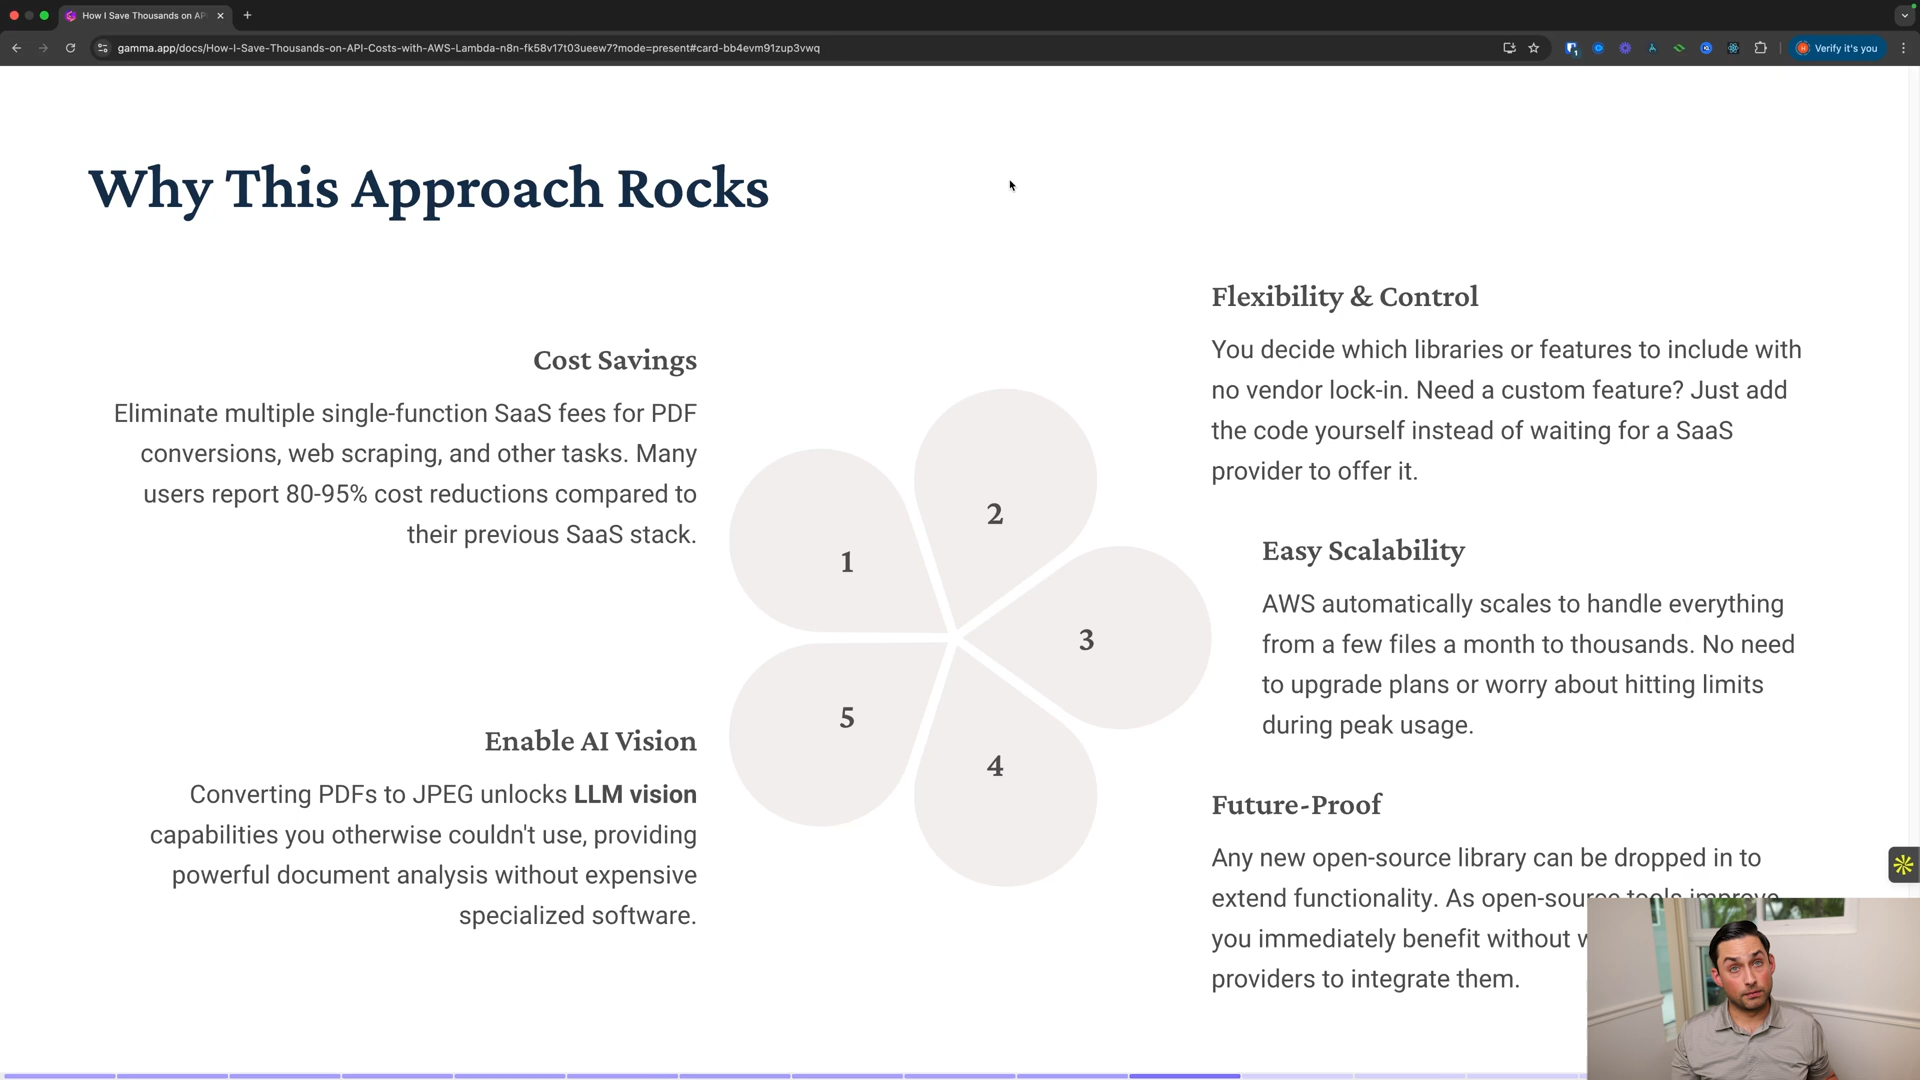 How I Save Thousands on AP
gamma.app/docs/How-I-Save-Thousands-on-API-Costs-with-AWS-Lambda-n8n-fk58v17t03ueew7?mode=present#card-bb4evm91zup3vwq
Verify it's you
Why This Approach Rocks
Cost Savings
Eliminate multiple single-function SaaS fees for PDF
conversions, web scraping, and other tasks. Many
users report 80-95% cost reductions compared to
their previous SaaS stack.
1
2
Flexibility & Control
You decide which libraries or features to include with
no vendor lock-in. Need a custom feature? Just add
the code yourself instead of waiting for a SaaS
provider to offer it.
3
Easy Scalability
AWS automatically scales to handle everything
from a few files a month to thousands. No need
to upgrade plans or worry about hitting limits
during peak usage.
4
Future-Proof
Any new open-source library can be dropped in to
extend functionality. As open-source tools improve,
you immediately benefit without
providers to integrate them.
5
Enable AI Vision
Converting PDFs to JPEG unlocks LLM vision
capabilities you otherwise couldn't use, providing
powerful document analysis without expensive
specialized software.